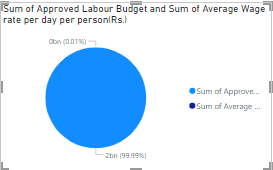 Sum of Approved Labour Budget and Sum of Average Wage
rate per day per person(Rs.)
0bn (0.01%)
Sum of Approve...
Sum of Average ...
2bn (99.99%)